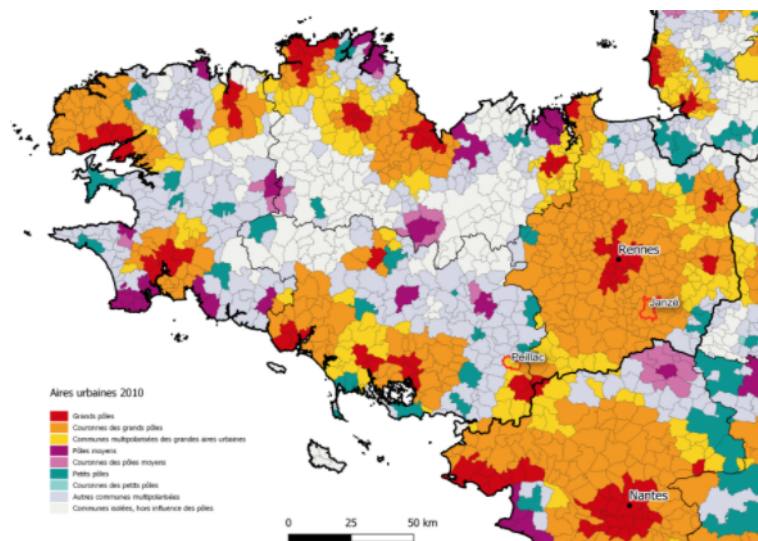 Rennes
Janzé
Peillac
Nantes
Aires urbaines 2010
Grands pôles
Couronnes des grands pôles
Communes multipolarisées des grandes aires urbaines
Pôles moyens
Couronnes des pôles moyens
Petits pôles
Couronnes des petits pôles
Autres communes multipolarisées
Communes isolées, hors influence des pôles
0 25 50 km